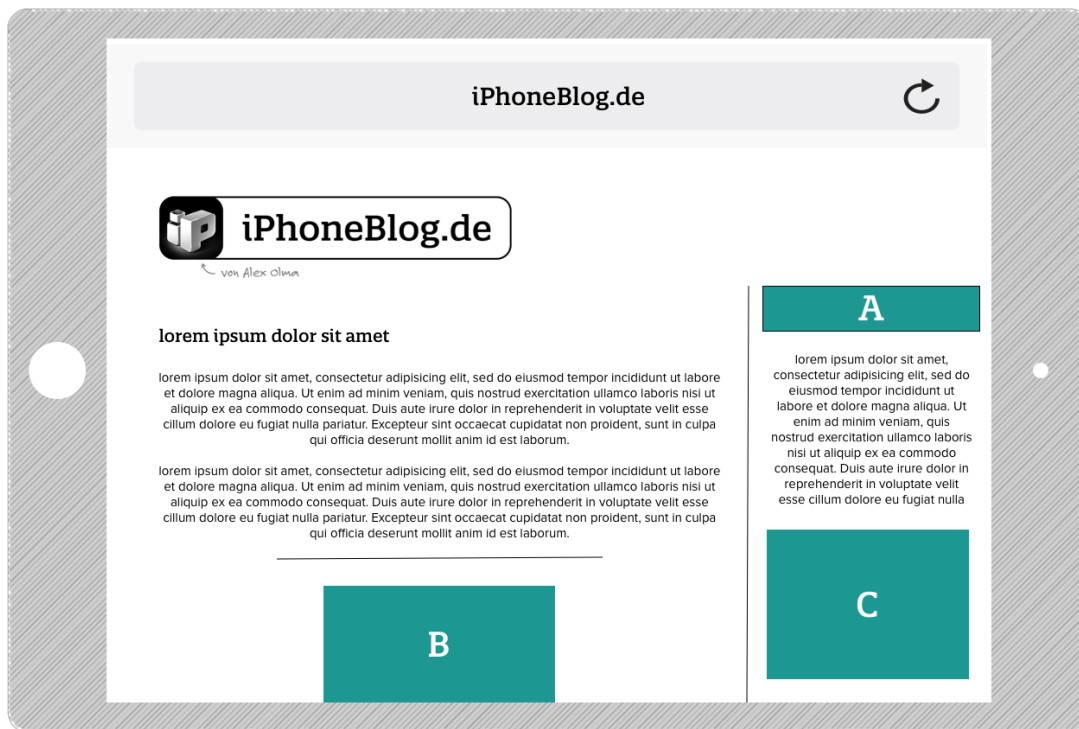 iPhoneBlog.de
iP iPhoneBlog.de
von Alex Olma
lorem ipsum dolor sit amet
lorem ipsum dolor sit amet, consectetur adipisicing elit, sed do eiusmod tempor incididunt ut labore
et dolore magna aliqua. Ut enim ad minim veniam, quis nostrud exercitation ullamco laboris nisi ut
aliquip ex ea commodo consequat. Duis aute irure dolor in reprehenderit in voluptate velit esse
cillum dolore eu fugiat nulla pariatur. Excepteur sint occaecat cupidatat non proident, sunt in culpa
qui officia deserunt mollit anim id est laborum.
lorem ipsum dolor sit amet, consectetur adipisicing elit, sed do eiusmod tempor incididunt ut labore
et dolore magna aliqua. Ut enim ad minim veniam, quis nostrud exercitation ullamco laboris nisi ut
aliquip ex ea commodo consequat. Duis aute irure dolor in reprehenderit in voluptate velit esse
cillum dolore eu fugiat nulla pariatur. Excepteur sint occaecat cupidatat non proident, sunt in culpa
qui officia deserunt mollit anim id est laborum.
B
A
lorem ipsum dolor sit amet,
consectetur adipisicing elit, sed do
eiusmod tempor incididunt ut
labore et dolore magna aliqua. Ut
enim ad minim veniam, quis
nostrud exercitation ullamco laboris
nisi ut aliquip ex ea commodo
consequat. Duis aute irure dolor in
reprehenderit in voluptate velit
esse cillum dolore eu fugiat nulla
C